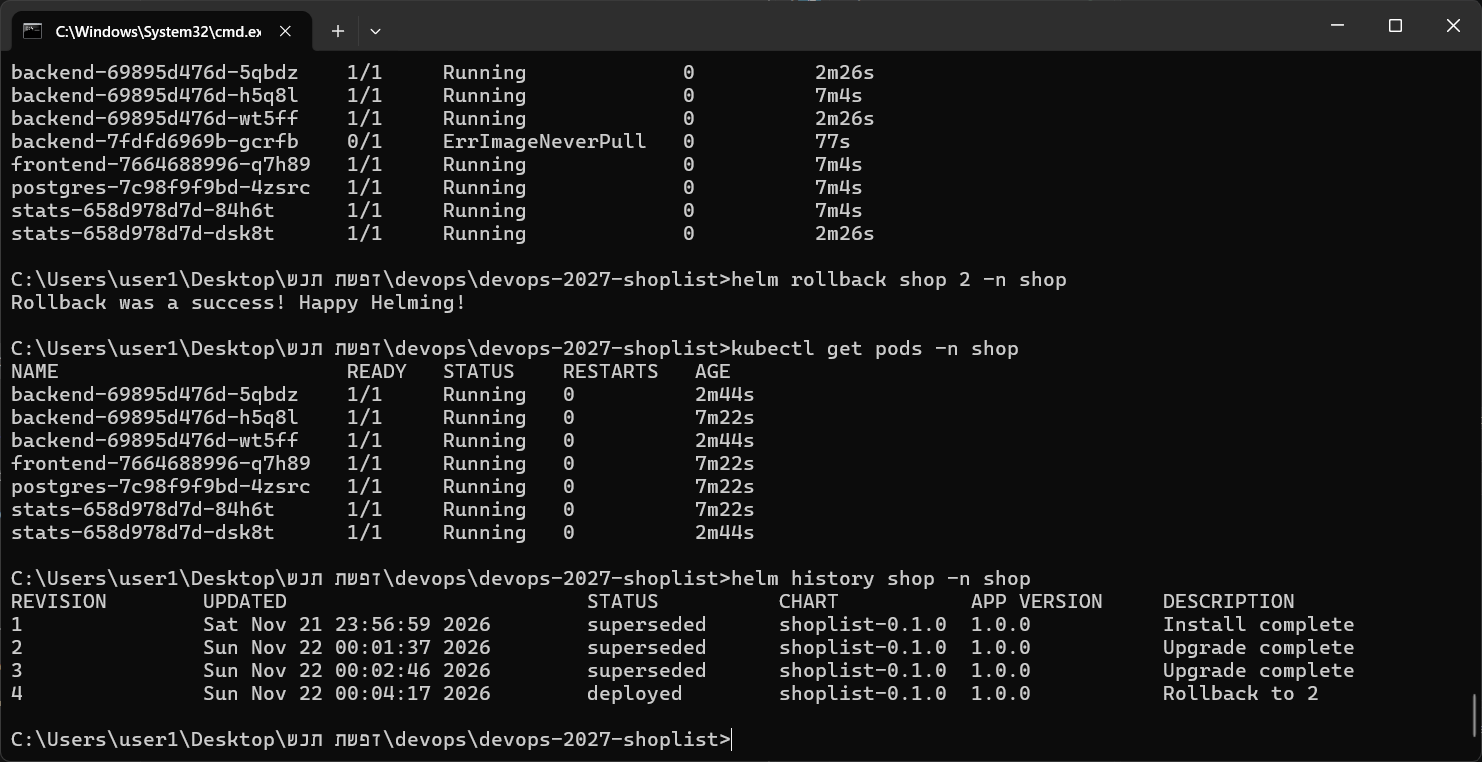 backend-69895d476d-5qbdz 1/1 Running 0 2m26s
backend-69895d476d-h5q8l 1/1 Running 0 7m4s
backend-69895d476d-wt5ff 1/1 Running 0 2m26s
backend-7fdfd6969b-gcrfb 0/1 ErrImageNeverPull 0 77s
frontend-7664688996-q7h89 1/1 Running 0 7m4s
postgres-7c98f9f9bd-4zsrc 1/1 Running 0 7m4s
stats-658d978d7d-84h6t 1/1 Running 0 7m4s
stats-658d978d7d-dsk8t 1/1 Running 0 2m26s
C:\Users\user1\Desktop\שנת תשפז\devops\devops-2027-shoplist>helm rollback shop 2 -n shop
Rollback was a success! Happy Helming!
C:\Users\user1\Desktop\שנת תשפז\devops\devops-2027-shoplist>kubectl get pods -n shop
NAME READY STATUS RESTARTS AGE
backend-69895d476d-5qbdz 1/1 Running 0 2m44s
backend-69895d476d-h5q8l 1/1 Running 0 7m22s
backend-69895d476d-wt5ff 1/1 Running 0 2m44s
frontend-7664688996-q7h89 1/1 Running 0 7m22s
postgres-7c98f9f9bd-4zsrc 1/1 Running 0 7m22s
stats-658d978d7d-84h6t 1/1 Running 0 7m22s
stats-658d978d7d-dsk8t 1/1 Running 0 2m44s
C:\Users\user1\Desktop\שנת תשפז\devops\devops-2027-shoplist>helm history shop -n shop
REVISION UPDATED STATUS CHART APP VERSION DESCRIPTION
1 Sat Nov 21 23:56:59 2026 superseded shoplist-0.1.0 1.0.0 Install complete
2 Sun Nov 22 00:01:37 2026 superseded shoplist-0.1.0 1.0.0 Upgrade complete
3 Sun Nov 22 00:02:46 2026 superseded shoplist-0.1.0 1.0.0 Upgrade complete
4 Sun Nov 22 00:04:17 2026 deployed shoplist-0.1.0 1.0.0 Rollback to 2
C:\Users\user1\Desktop\שנת תשפז\devops\devops-2027-shoplist>
C:\Windows\System32\cmd.ex